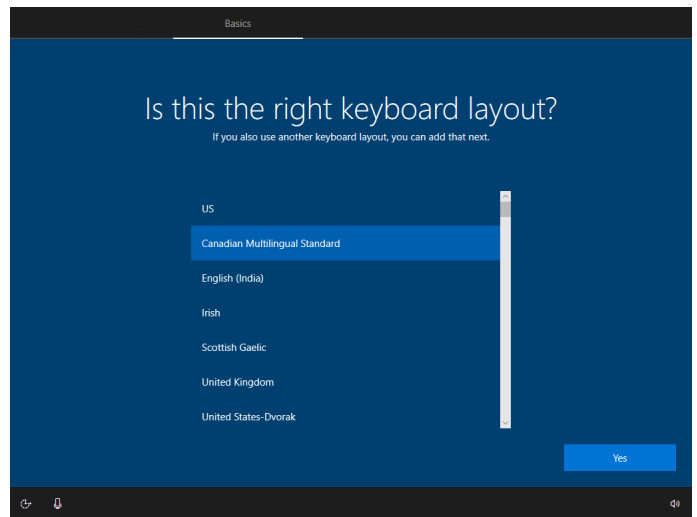 Basics
Is this the right keyboard layout?
If you also use another keyboard layout, you can add that next.
US
Canadian Multilingual Standard
English (India)
Irish
Scottish Gaelic
United Kingdom
United States-Dvorak
Yes